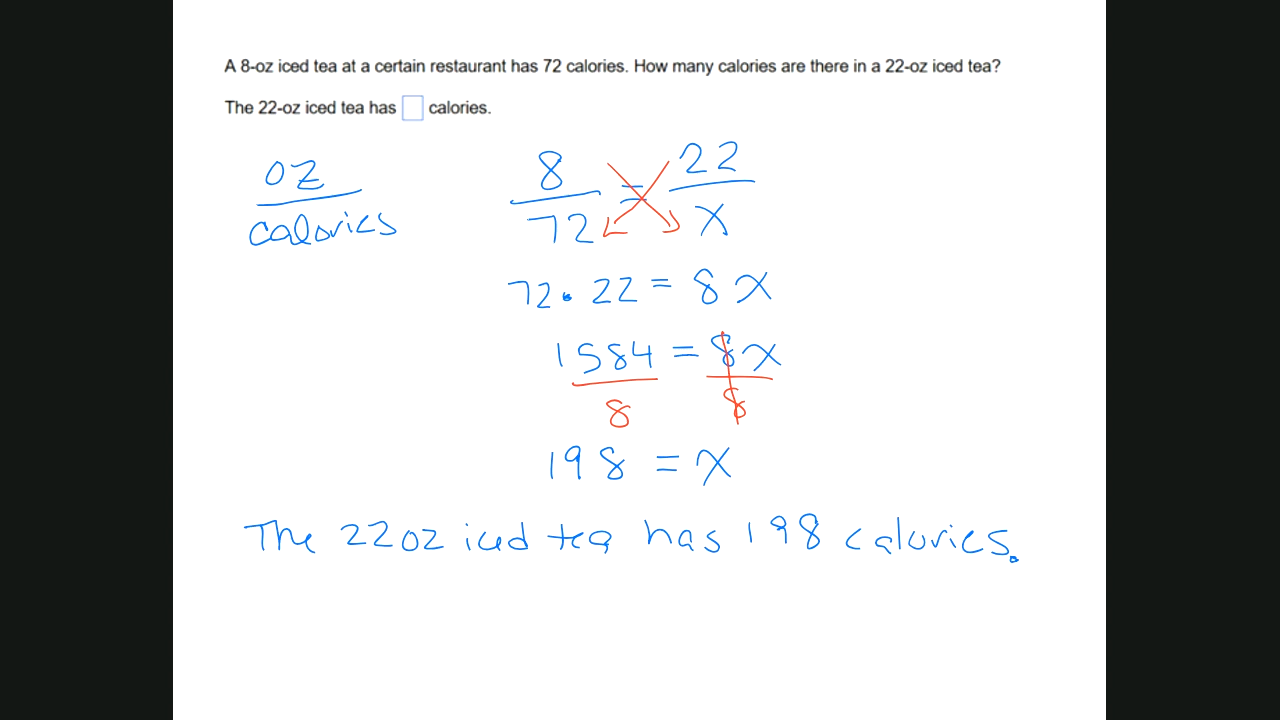 A 8-oz iced tea at a certain restaurant has 72 calories. How many calories are there in a 22-oz iced tea?
The 22-oz iced tea has calories.
oz
calories
8
72
=
22
x
72 · 22 = 8x
1584 = 8x
8 8
198 = x
The 22oz iced tea has 198 calories.